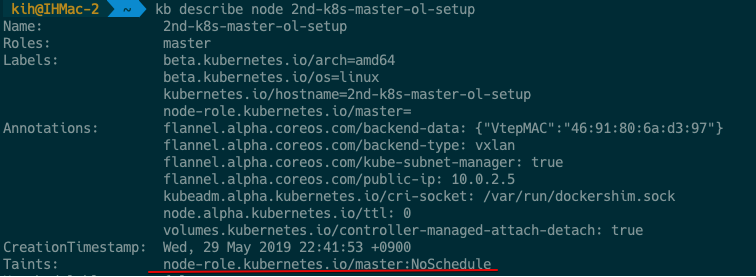 kih@IHMac-2 ~ kb describe node 2nd-k8s-master-ol-setup
Name: 2nd-k8s-master-ol-setup
Roles: master
Labels: beta.kubernetes.io/arch=amd64
beta.kubernetes.io/os=linux
kubernetes.io/hostname=2nd-k8s-master-ol-setup
node-role.kubernetes.io/master=
Annotations: flannel.alpha.coreos.com/backend-data: {"VtepMAC":"46:91:80:6a:d3:97"}
flannel.alpha.coreos.com/backend-type: vxlan
flannel.alpha.coreos.com/kube-subnet-manager: true
flannel.alpha.coreos.com/public-ip: 10.0.2.5
kubeadm.alpha.kubernetes.io/cri-socket: /var/run/dockershim.sock
node.alpha.kubernetes.io/ttl: 0
volumes.kubernetes.io/controller-managed-attach-detach: true
CreationTimestamp: Wed, 29 May 2019 22:41:53 +0900
Taints: node-role.kubernetes.io/master:NoSchedule